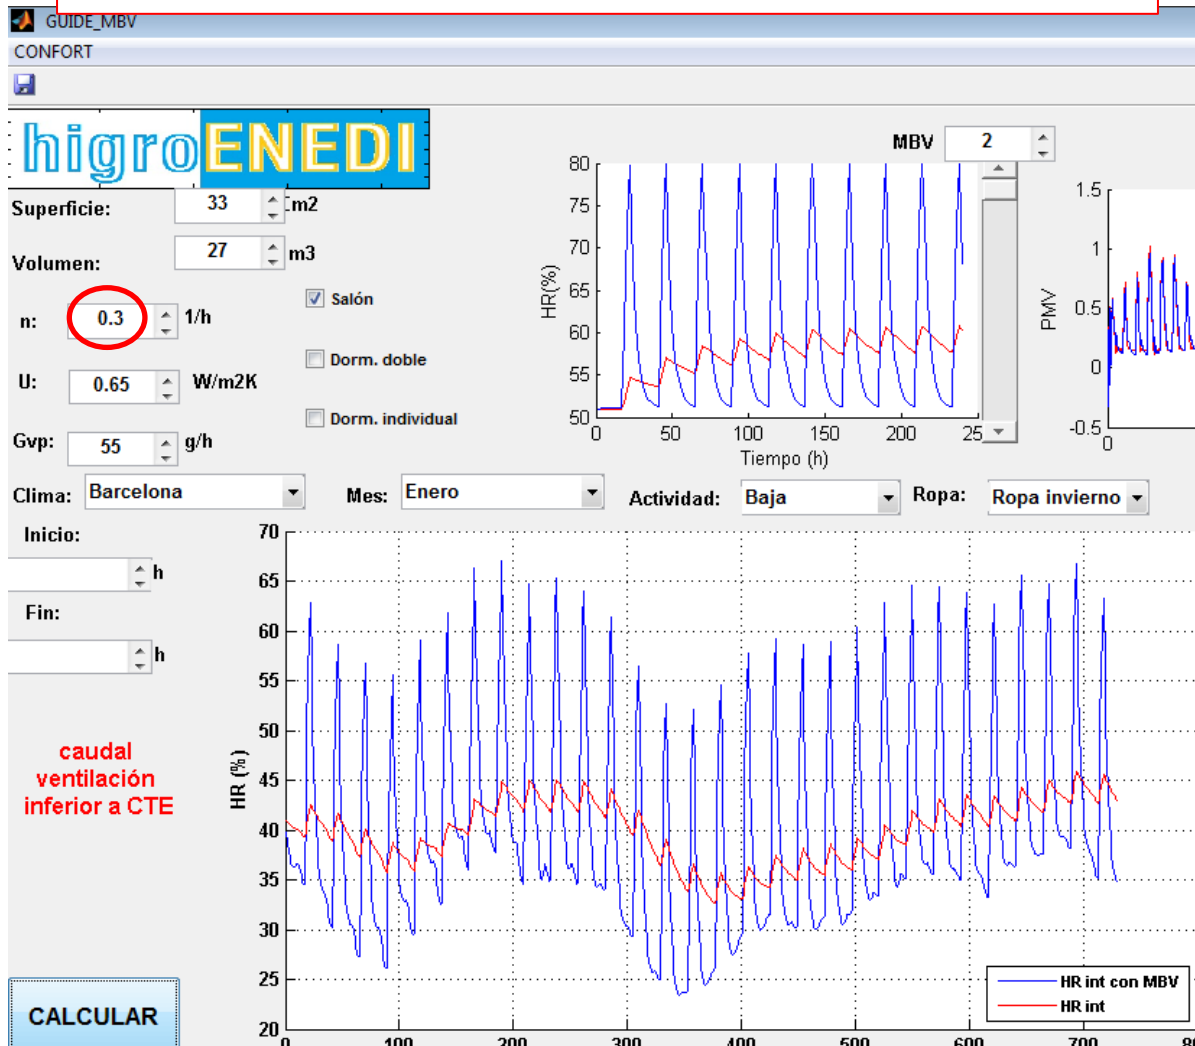 GUIDE_MBV
CONFORT
higroENEDI
MBV 2
Superficie: 33 m2
Volumen: 27 m3
n: 0.3 1/h
U: 0.65 W/m2K
Gvp: 55 g/h
Salón
Dorm. doble
Dorm. individual
HR(%)
80
75
70
65
60
55
50
0 50 100 150 200 25
Tiempo (h)
PMV
1.5
1
0.5
0
-0.5
0
Clima: Barcelona Mes: Enero Actividad: Baja Ropa: Ropa invierno
Inicio:
h
Fin:
h
caudal
ventilación
inferior a CTE
CALCULAR
HR (%)
70
65
60
55
50
45
40
35
30
25
20
0 100 200 300 400 500 600 700 80
HR int con MBV
HR int